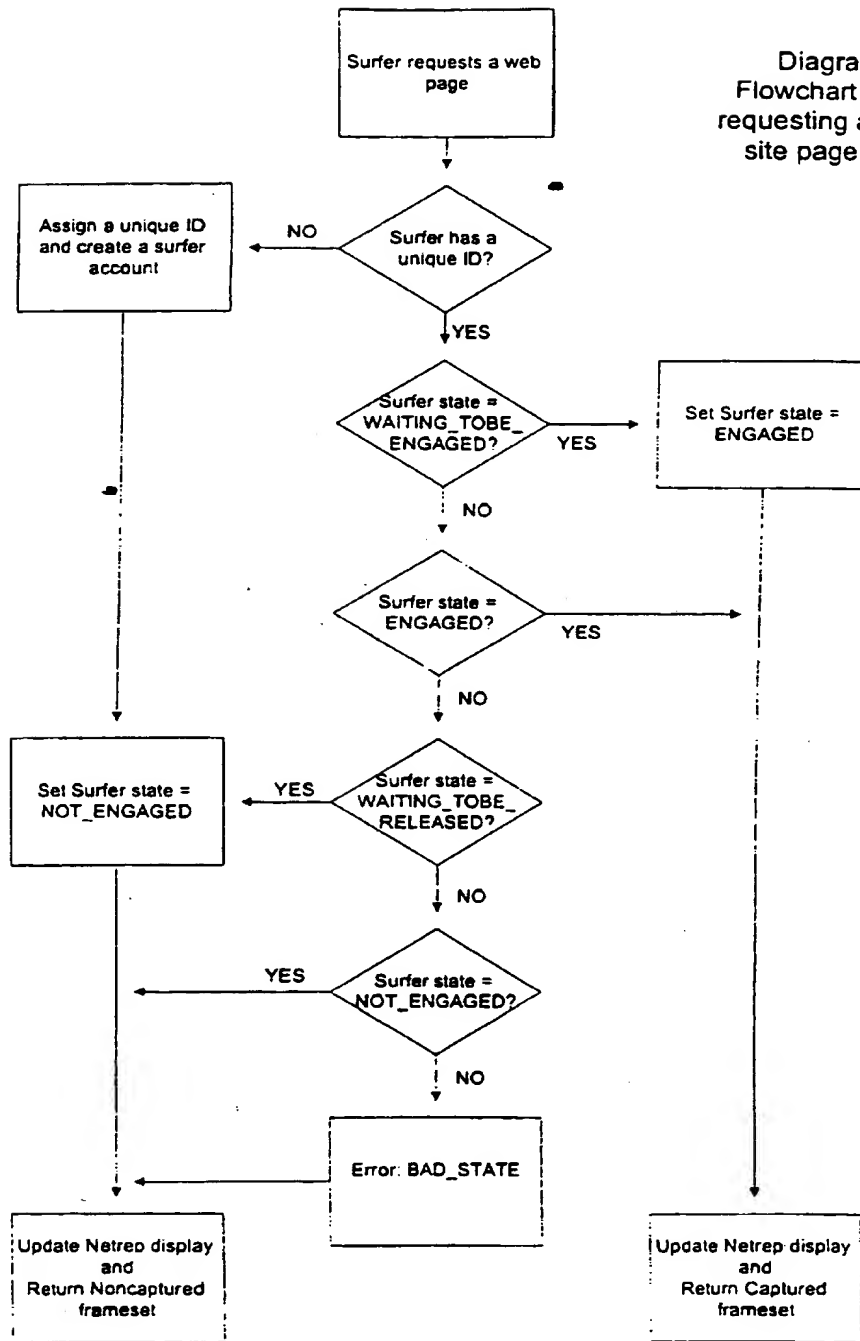 Surfer requests a web
page
Diagra
Flowchart
requesting a
site page
Assign a unique ID
and create a surfer
account
NO
Surfer has a
unique ID?
YES
Surfer state =
WAITING_TOBE_
ENGAGED?
YES
Set Surfer state =
ENGAGED
NO
Surfer state =
ENGAGED?
YES
NO
Set Surfer state =
NOT_ENGAGED
YES
Surfer state =
WAITING_TOBE_
RELEASED?
NO
YES
Surfer state =
NOT_ENGAGED?
NO
Error: BAD_STATE
Update Netrep display
and
Return Noncaptured
frameset
Update Netrep display
and
Return Captured
frameset